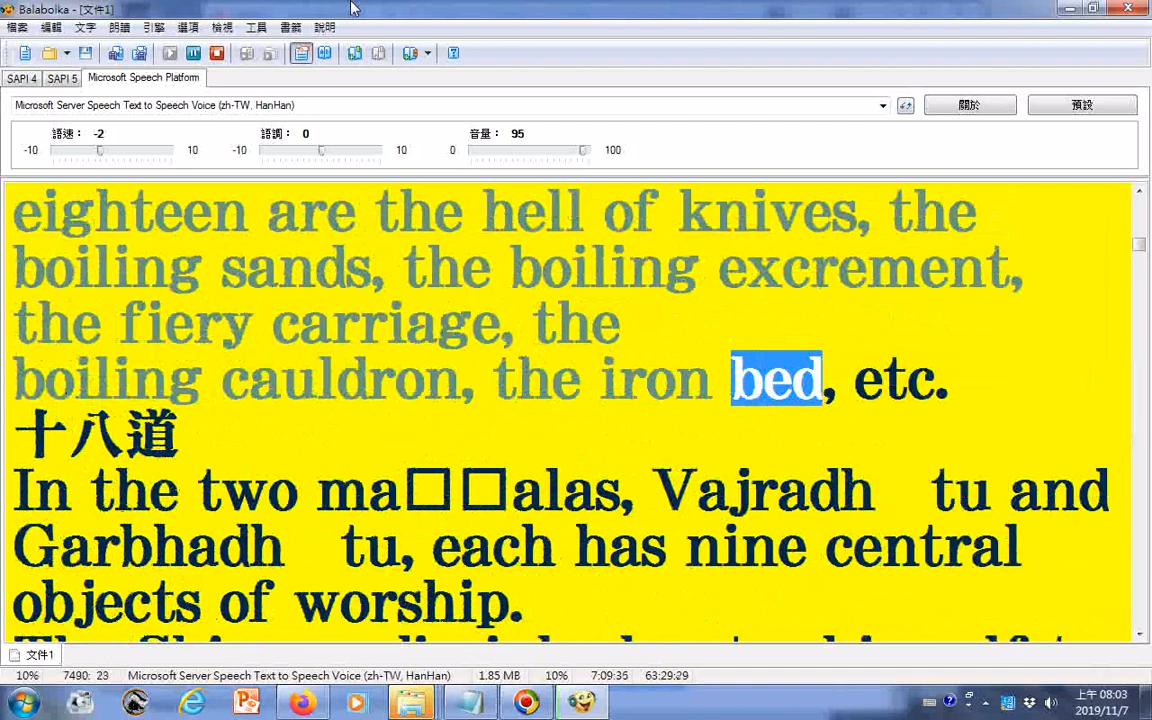 Balabolka - [文件1]
檔案 編輯 文字 朗讀 引擎 選項 檢視 工具 書籤 說明
SAPI 4 SAPI 5 Microsoft Speech Platform
Microsoft Server Speech Text to Speech Voice (zh-TW, HanHan) 關於 預設
語速： -2 語調： 0 音量： 95
-10 10 -10 10 0 100
eighteen are the hell of knives, the
boiling sands, the boiling excrement,
the fiery carriage, the
boiling cauldron, the iron bed, etc.
十八道
In the two ma□□alas, Vajradh tu and
Garbhadh tu, each has nine central
objects of worship.
文件1
10% 7490: 23 Microsoft Server Speech Text to Speech Voice (zh-TW, HanHan) 1.85 MB 10% 7:09:35 63:29:29
上午 08:03
2019/11/7